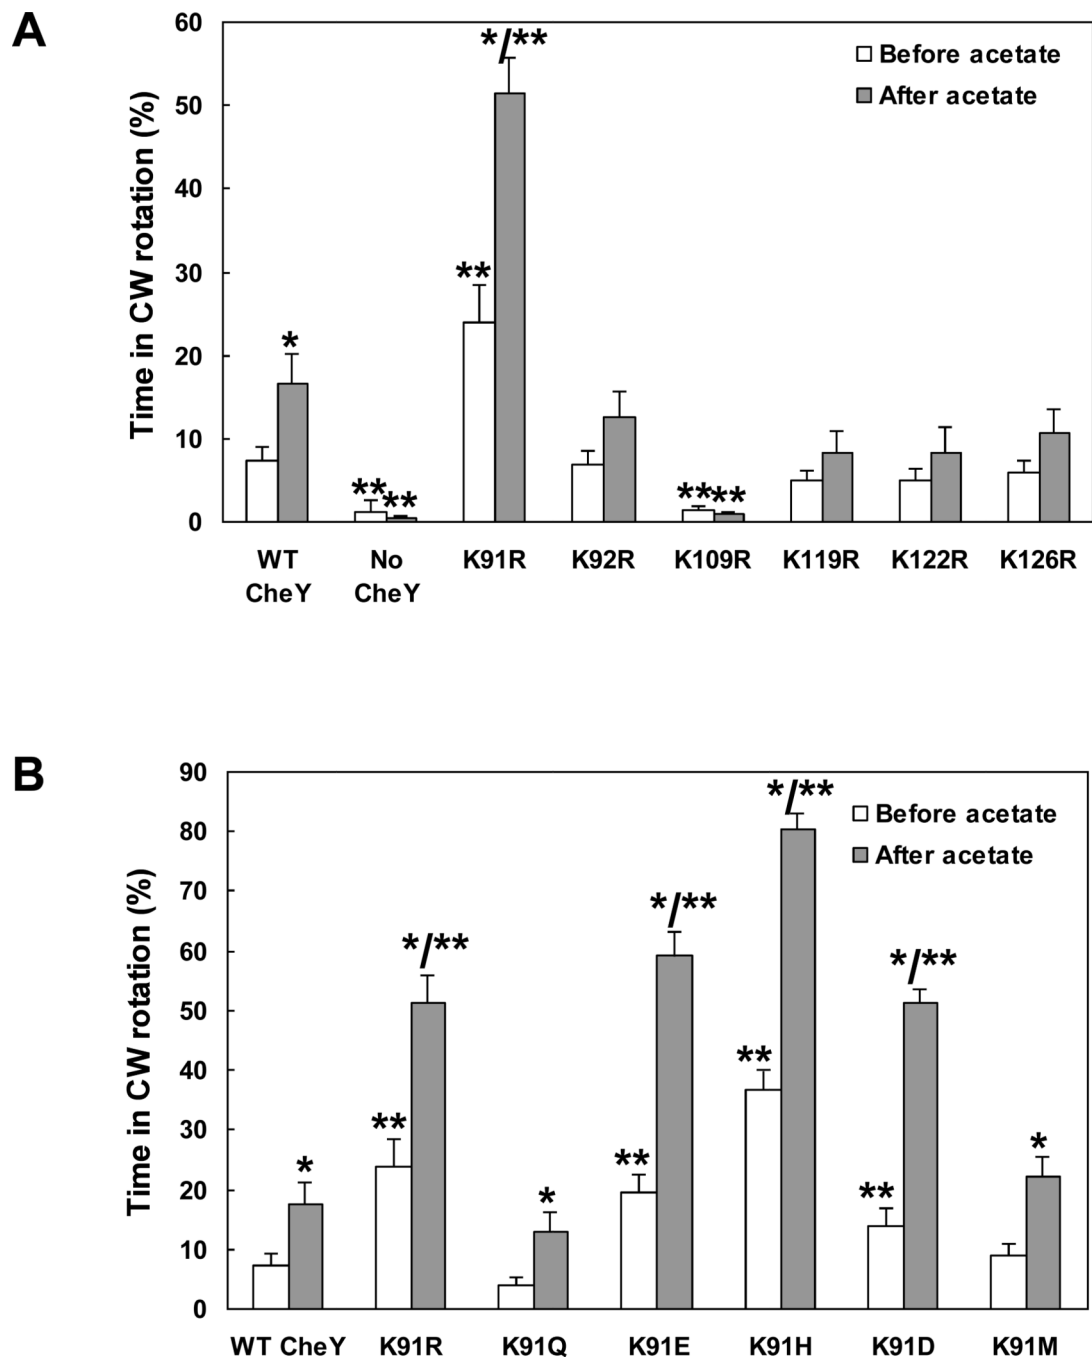 A
Time in CW rotation (%)
60
50
40
30
20
10
0
Before acetate
After acetate
*
**
**
**
*/**
**
**
WT CheY
No CheY
K91R
K92R
K109R
K119R
K122R
K126R
B
Time in CW rotation (%)
90
80
70
60
50
40
30
20
10
0
Before acetate
After acetate
*
**
*/**
*
**
*/**
**
*/**
**
*/**
*
WT CheY
K91R
K91Q
K91E
K91H
K91D
K91M